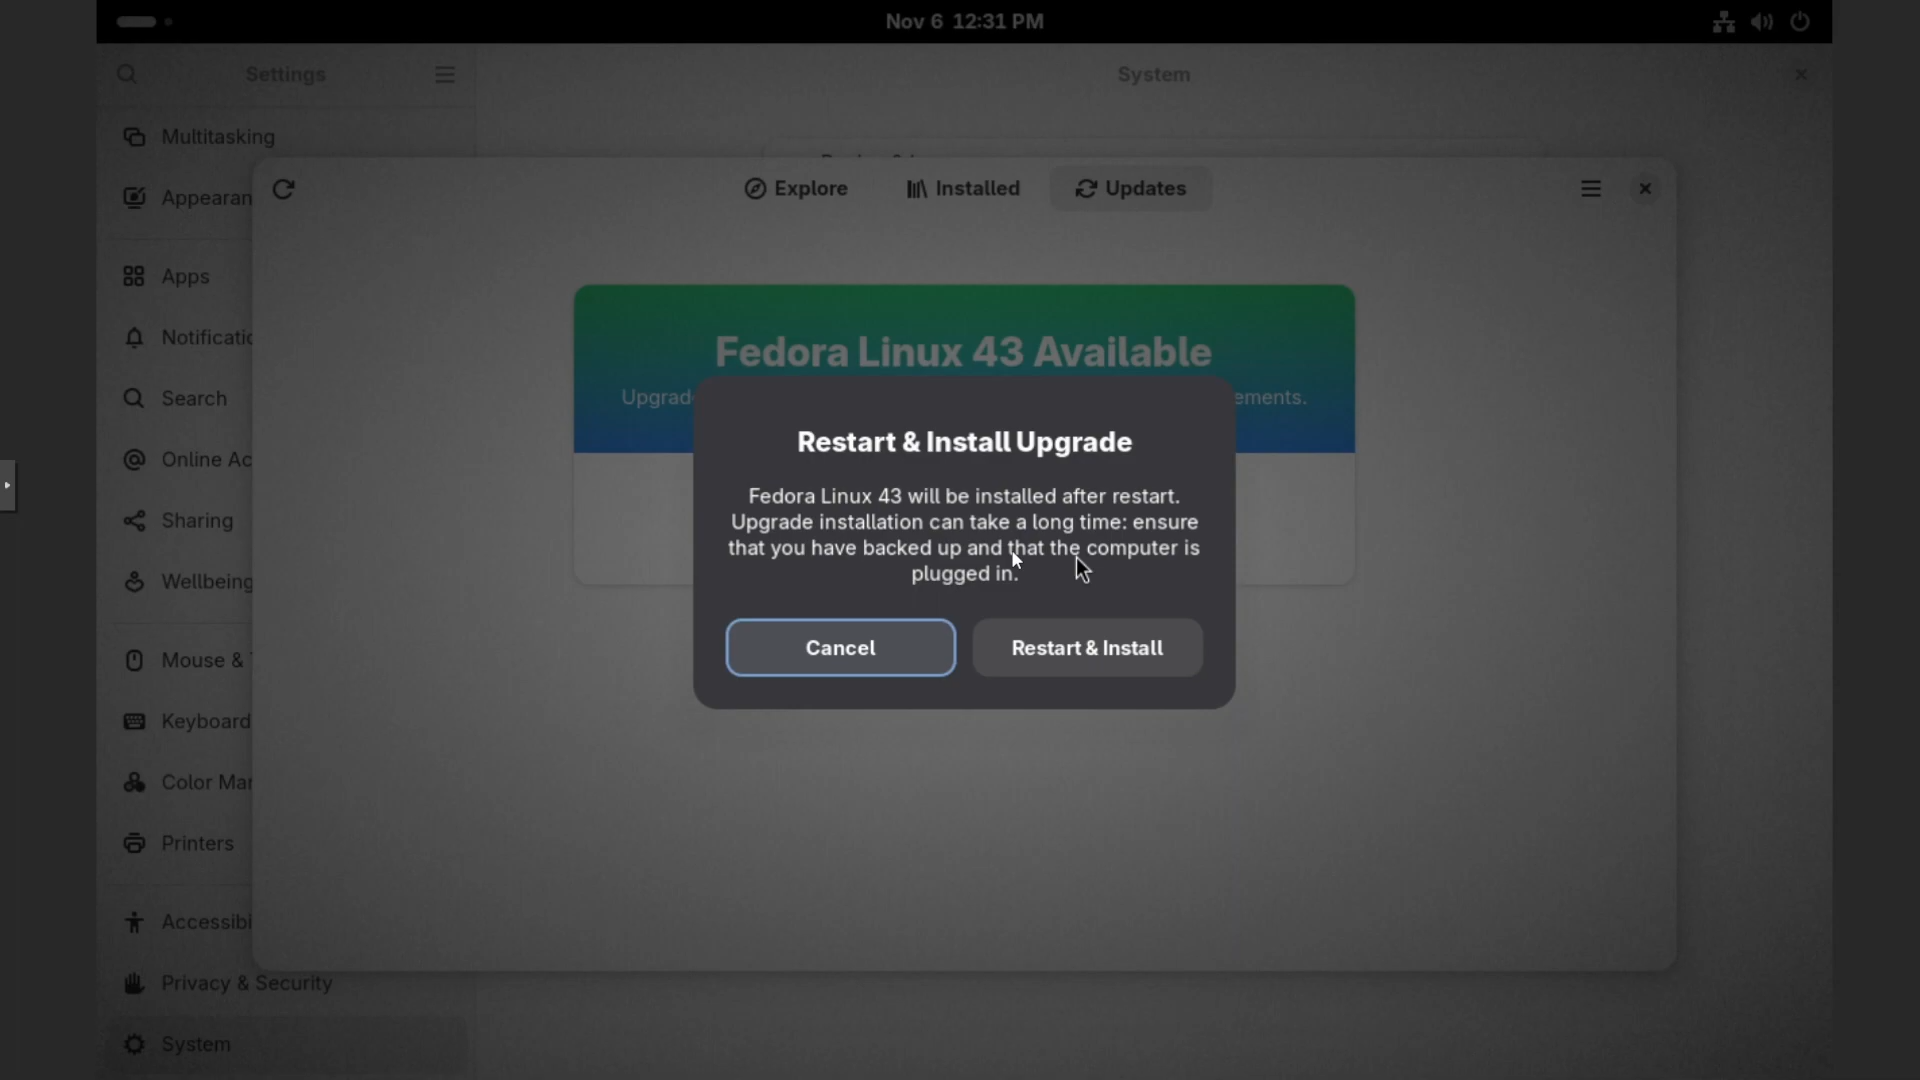 Nov 6 12:31 PM
Settings
System
Multitasking
Explore
Installed
Updates
Appearan
Apps
Notificatic
Fedora Linux 43 Available
Search
Upgrad
ements.
Restart & Install Upgrade
Online Ac
Fedora Linux 43 will be installed after restart.
Upgrade installation can take a long time: ensure
that you have backed up and that the computer is
plugged in.
Sharing
Wellbeing
Cancel
Restart & Install
Mouse &
Keyboard
Color Mar
Printers
Accessibi
Privacy & Security
System